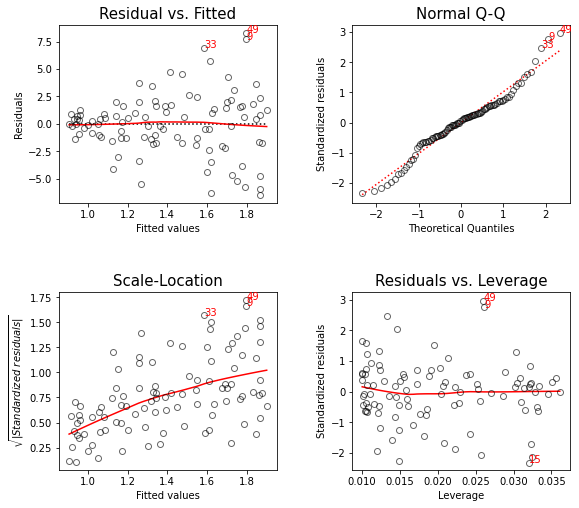 Residual vs. Fitted
Residuals
7.5
5.0
2.5
0.0
−2.5
−5.0
49
9
33
1.0 1.2 1.4 1.6 1.8
Fitted values
Normal Q-Q
Standardized residuals
3
2
1
0
−1
−2
49
9
33
−2 −1 0 1 2
Theoretical Quantiles
Scale-Location
√|Standardized residuals|
1.75
1.50
1.25
1.00
0.75
0.50
0.25
49
9
33
1.0 1.2 1.4 1.6 1.8
Fitted values
Residuals vs. Leverage
Standardized residuals
3
2
1
0
−1
−2
49
9
15
0.010 0.015 0.020 0.025 0.030 0.035
Leverage